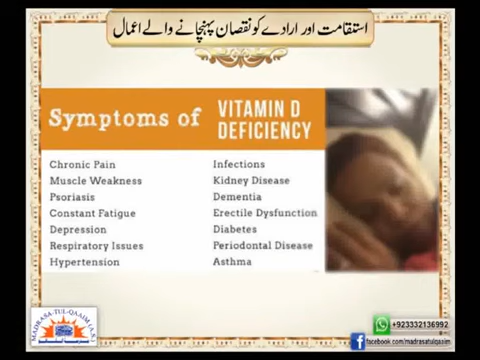 استقامت اور ارادے کو نقصان پہنچانے والے اعمال
Symptoms of VITAMIN D
DEFICIENCY
Chronic Pain
Muscle Weakness
Psoriasis
Constant Fatigue
Depression
Respiratory Issues
Hypertension
Infections
Kidney Disease
Dementia
Erectile Dysfunction
Diabetes
Periodontal Disease
Asthma
MADRASA-TUL-QAAIM (A.S)
+923332136992
facebook.com/madrasatulqaaim